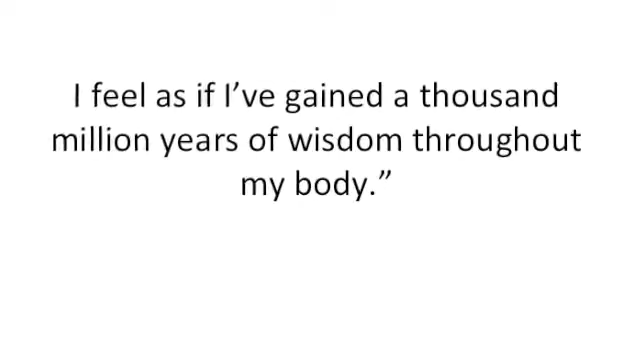 I feel as if I’ve gained a thousand
million years of wisdom throughout
my body.”